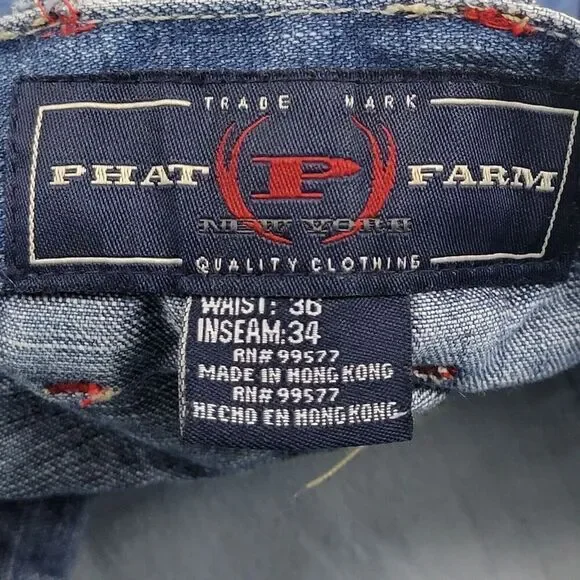 TRADE MARK
PHAT P FARM
NEW YORK
QUALITY CLOTHING
WAIST: 36
INSEAM:34
RN# 99577
MADE IN HONG KONG
RN# 99577
HECHO EN HONG KONG